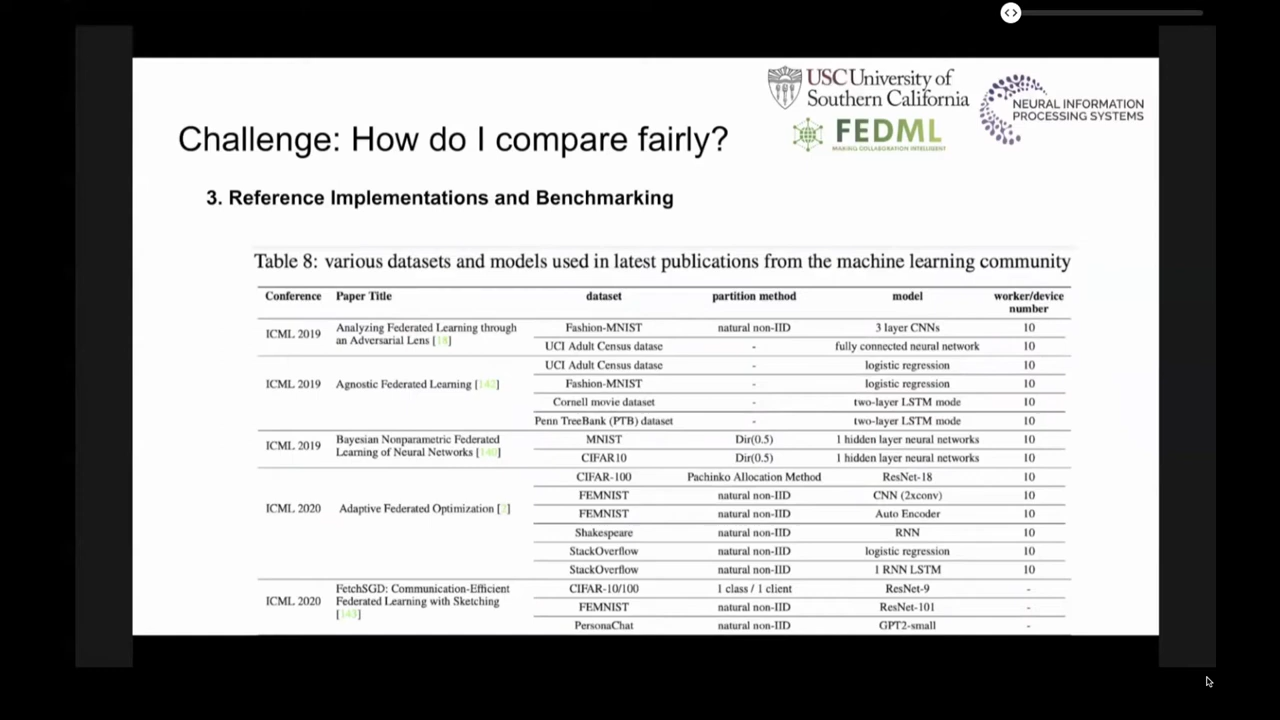 USC University of
Southern California
FEDML
MAKING COLLABORATION INTELLIGENT
NEURAL INFORMATION
PROCESSING SYSTEMS
Challenge: How do I compare fairly?
3. Reference Implementations and Benchmarking
Table 8: various datasets and models used in latest publications from the machine learning community
Conference Paper Title dataset partition method model worker/device number
ICML 2019 Analyzing Federated Learning through an Adversarial Lens Fashion-MNIST natural non-IID 3 layer CNNs 10
UCI Adult Census datase - fully connected neural network 10
ICML 2019 Agnostic Federated Learning UCI Adult Census datase - logistic regression 10
Fashion-MNIST - logistic regression 10
Cornell movie dataset - two-layer LSTM mode 10
Penn TreeBank (PTB) dataset - two-layer LSTM mode 10
ICML 2019 Bayesian Nonparametric Federated Learning of Neural Networks MNIST Dir(0.5) 1 hidden layer neural networks 10
CIFAR10 Dir(0.5) 1 hidden layer neural networks 10
ICML 2020 Adaptive Federated Optimization CIFAR-100 Pachinko Allocation Method ResNet-18 10
FEMNIST natural non-IID CNN (2xconv) 10
FEMNIST natural non-IID Auto Encoder 10
Shakespeare natural non-IID RNN 10
StackOverflow natural non-IID logistic regression 10
StackOverflow natural non-IID 1 RNN LSTM 10
ICML 2020 FetchSGD: Communication-Efficient Federated Learning with Sketching CIFAR-10/100 1 class / 1 client ResNet-9 -
FEMNIST natural non-IID ResNet-101 -
PersonaChat natural non-IID GPT2-small -